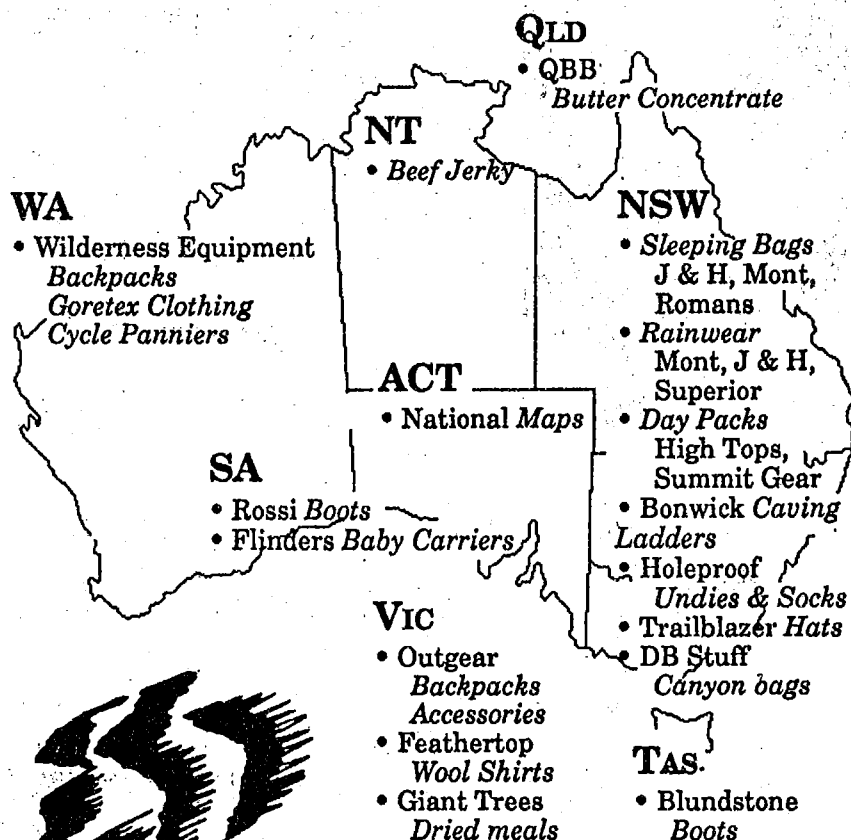 QLD
• QBB
Butter Concentrate
NT
• Beef Jerky
WA
• Wilderness Equipment
Backpacks
Goretex Clothing
Cycle Panniers
NSW
• Sleeping Bags
J & H, Mont,
Romans
• Rainwear
Mont, J & H,
Superior
• Day Packs
High Tops,
Summit Gear
• Bonwick Caving
Ladders
• Holeproof
Undies & Socks
• Trailblazer Hats
• DB Stuff
Canyon bags
ACT
• National Maps
SA
• Rossi Boots
• Flinders Baby Carriers
VIC
• Outgear
Backpacks
Accessories
• Feathertop
Wool Shirts
• Giant Trees
Dried meals
TAS.
• Blundstone
Boots